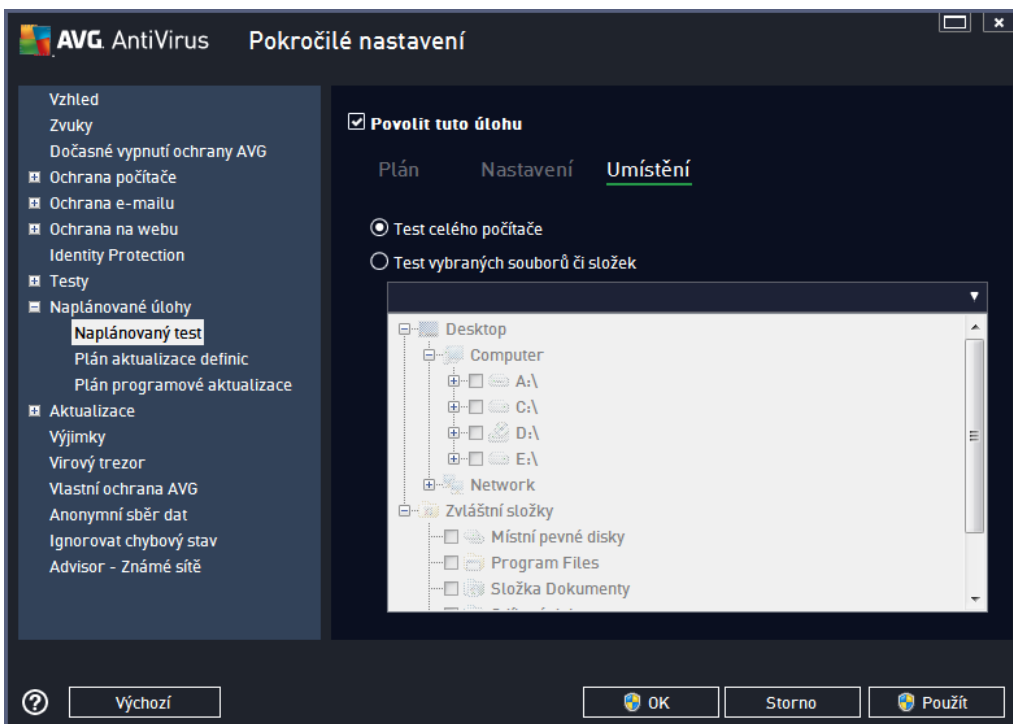 AVG. AntiVirus Pokročilé nastavení
Vzhled
Zvuky
Dočasné vypnutí ochrany AVG
Ochrana počítače
Ochrana e-mailu
Ochrana na webu
Identity Protection
Testy
Naplánované úlohy
Naplánovaný test
Plán aktualizace definic
Plán programové aktualizace
Aktualizace
Výjimky
Virový trezor
Vlastní ochrana AVG
Anonymní sběr dat
Ignorovat chybový stav
Advisor - Známé sítě
Povolit tuto úlohu
Plán Nastavení Umístění
Test celého počítače
Test vybraných souborů či složek
Desktop
Computer
A:\
C:\
D:\
E:\
Network
Zvláštní složky
Místní pevné disky
Program Files
Složka Dokumenty
Výchozí OK Storno Použít